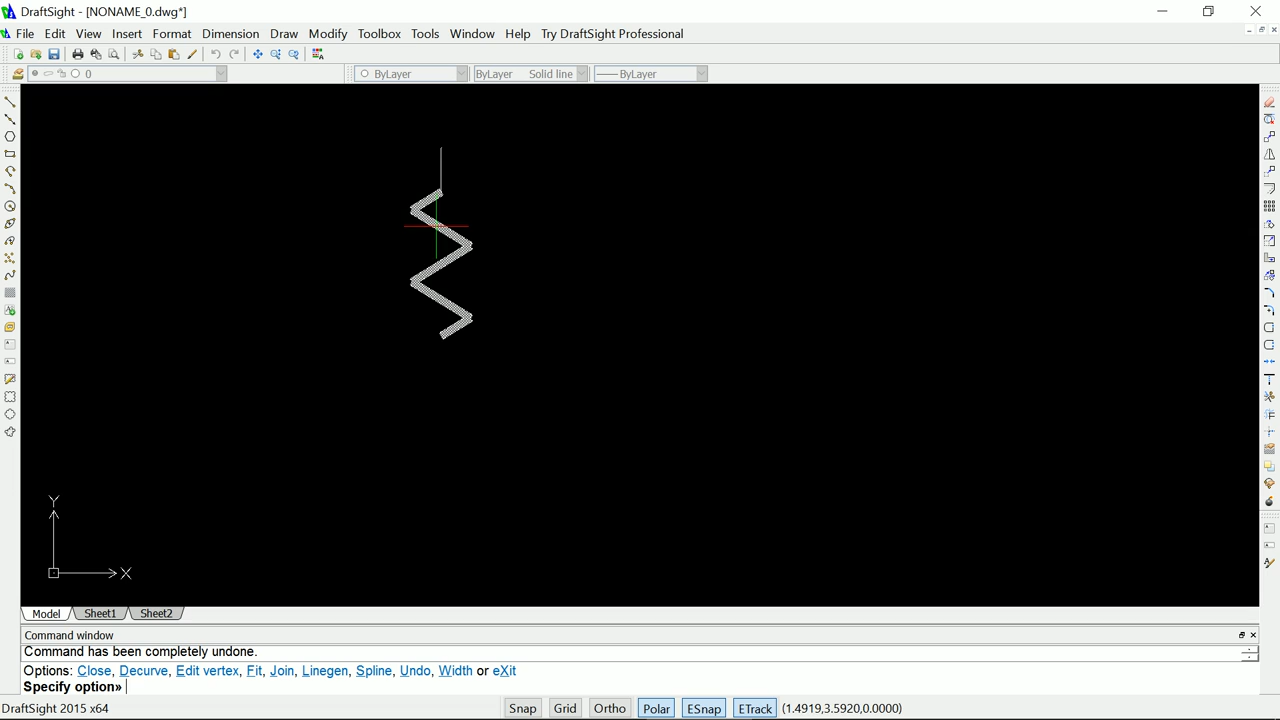 DraftSight - [NONAME_0.dwg*]
File Edit View Insert Format Dimension Draw Modify Toolbox Tools Window Help Try DraftSight Professional
0 ByLayer ByLayer Solid line ByLayer
Y
X
Model Sheet1 Sheet2
Command window
Command has been completely undone.
Options: Close, Decurve, Edit vertex, Fit, Join, Linegen, Spline, Undo, Width or eXit
Specify option»
DraftSight 2015 x64 Snap Grid Ortho Polar ESnap ETrack (1.4919,3.5920,0.0000)